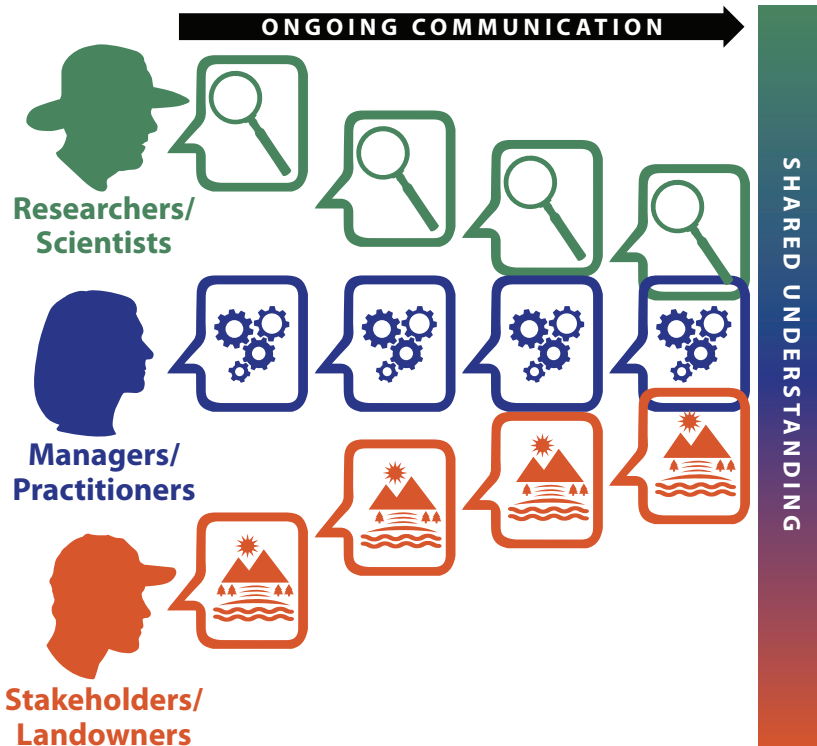 ONGOING COMMUNICATION
Researchers/
Scientists
Managers/
Practitioners
Stakeholders/
Landowners
SHARED UNDERSTANDING